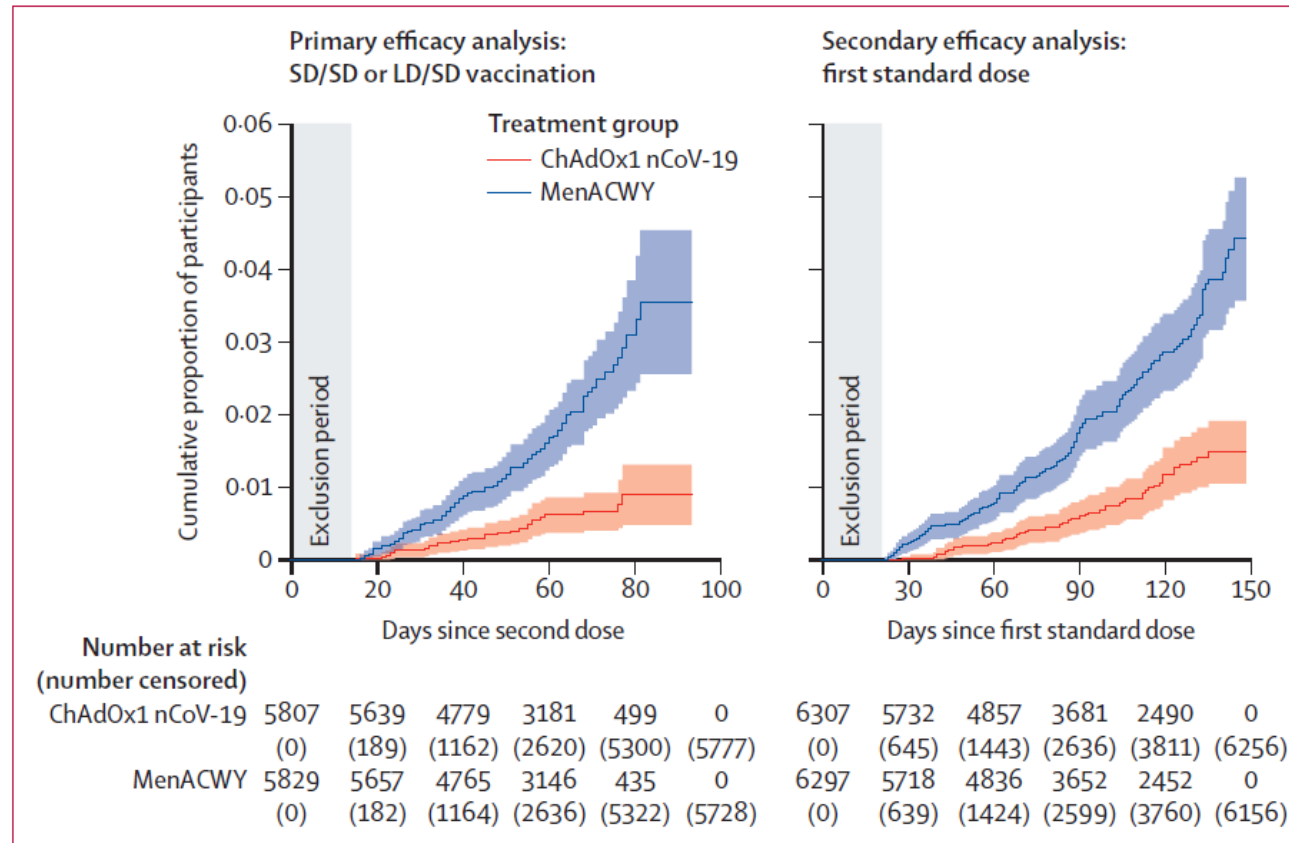 Primary efficacy analysis:
SD/SD or LD/SD vaccination
Secondary efficacy analysis:
first standard dose
Treatment group
ChAdOx1 nCoV-19
MenACWY
Cumulative proportion of participants
0·06
0·05
0·04
0·03
0·02
0·01
0
Exclusion period
Exclusion period
0 20 40 60 80 100
0 30 60 90 120 150
Days since second dose
Days since first standard dose
Number at risk
(number censored)
ChAdOx1 nCoV-19 5807 5639 4779 3181 499 0 6307 5732 4857 3681 2490 0
(0) (189) (1162) (2620) (5300) (5777) (0) (645) (1443) (2636) (3811) (6256)
MenACWY 5829 5657 4765 3146 435 0 6297 5718 4836 3652 2452 0
(0) (182) (1164) (2636) (5322) (5728) (0) (639) (1424) (2599) (3760) (6156)